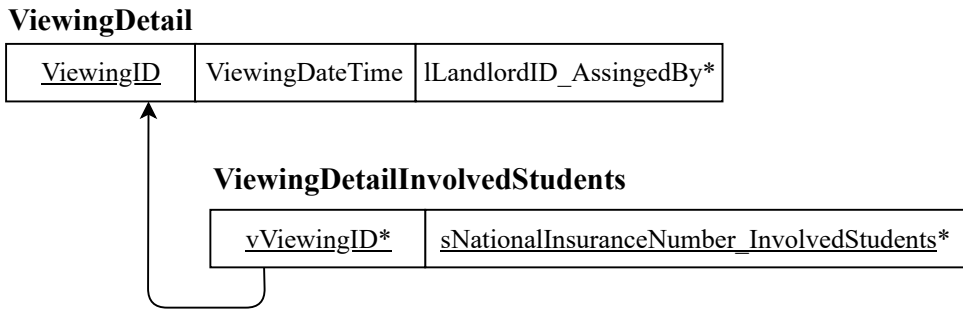 ViewingDetail
ViewingID ViewingDateTime lLandlordID_AssingedBy*
ViewingDetailInvolvedStudents
vViewingID* sNationalInsuranceNumber_InvolvedStudents*